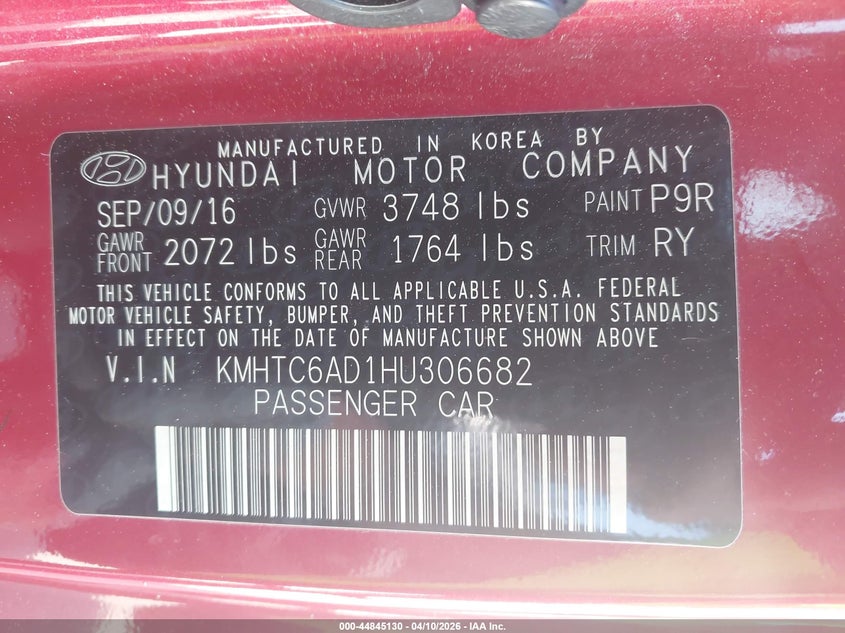 MANUFACTURED IN KOREA BY
HYUNDAI MOTOR COMPANY
SEP/09/16 GVWR 3748 lbs PAINT P9R
GAWR FRONT 2072 lbs GAWR REAR 1764 lbs TRIM RY
THIS VEHICLE CONFORMS TO ALL APPLICABLE U.S.A. FEDERAL
MOTOR VEHICLE SAFETY, BUMPER, AND THEFT PREVENTION STANDARDS
IN EFFECT ON THE DATE OF MANUFACTURE SHOWN ABOVE
V.I.N KMHTC6AD1HU306682
PASSENGER CAR
000-44845130 - 04/10/2026 - IAA Inc.